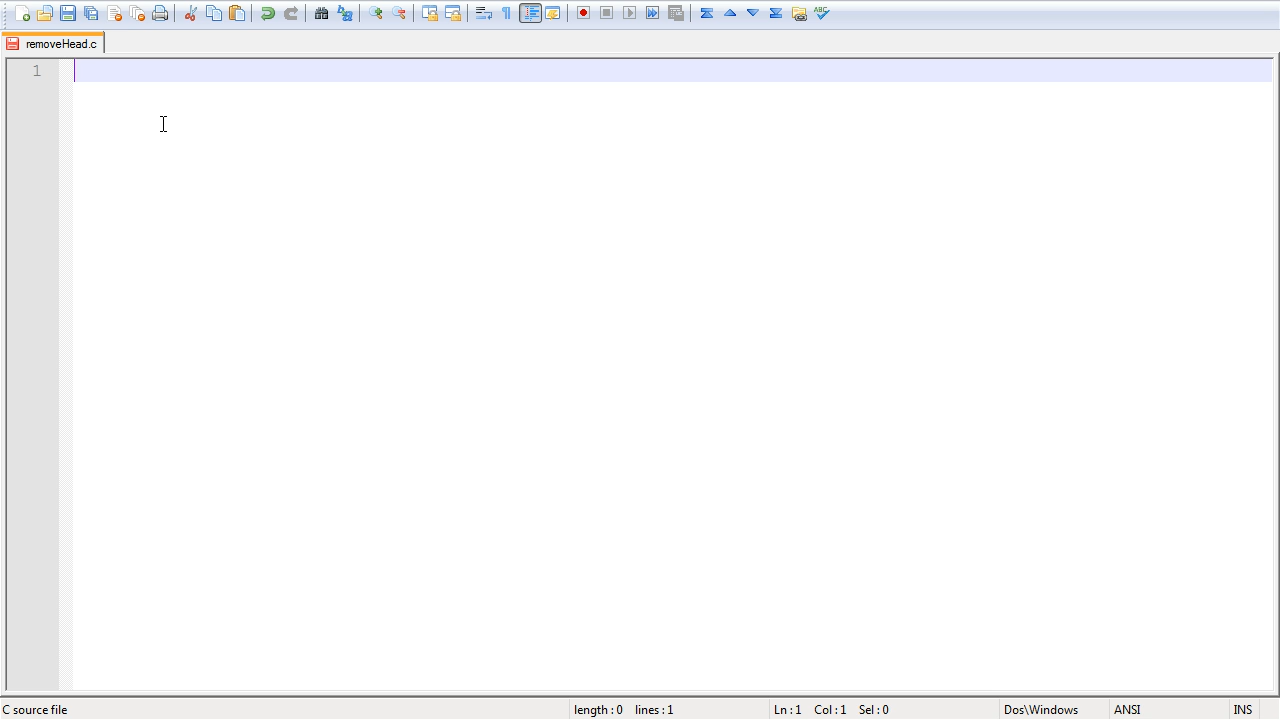 removeHead.c
1
C source file length : 0 lines : 1 Ln : 1 Col : 1 Sel : 0 Dos\Windows ANSI INS